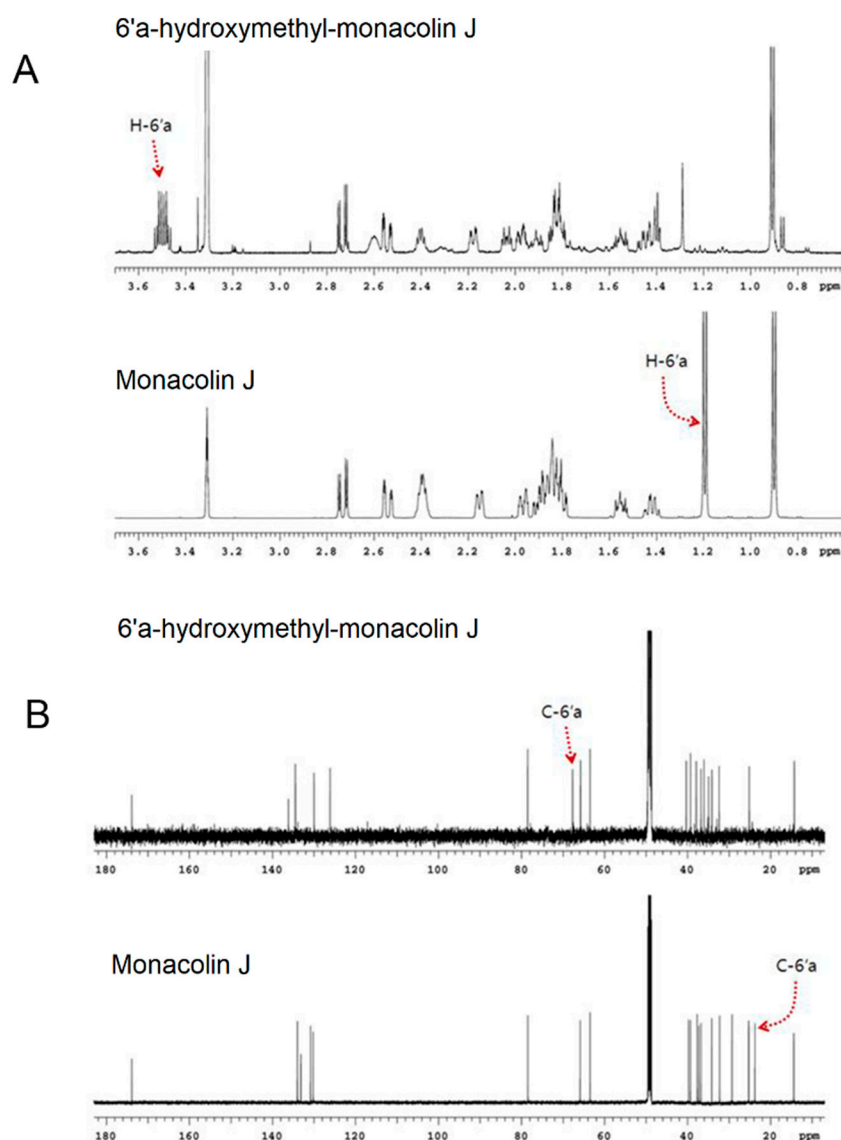 6'a-hydroxymethyl-monacolin J
A
H-6'a
3.6 3.4 3.2 3.0 2.8 2.6 2.4 2.2 2.0 1.8 1.6 1.4 1.2 1.0 0.8 ppm
Monacolin J
H-6'a
3.6 3.4 3.2 3.0 2.8 2.6 2.4 2.2 2.0 1.8 1.6 1.4 1.2 1.0 0.8 ppm
6'a-hydroxymethyl-monacolin J
B
C-6'a
180 160 140 120 100 80 60 40 20 ppm
Monacolin J
C-6'a
180 160 140 120 100 80 60 40 20 ppm